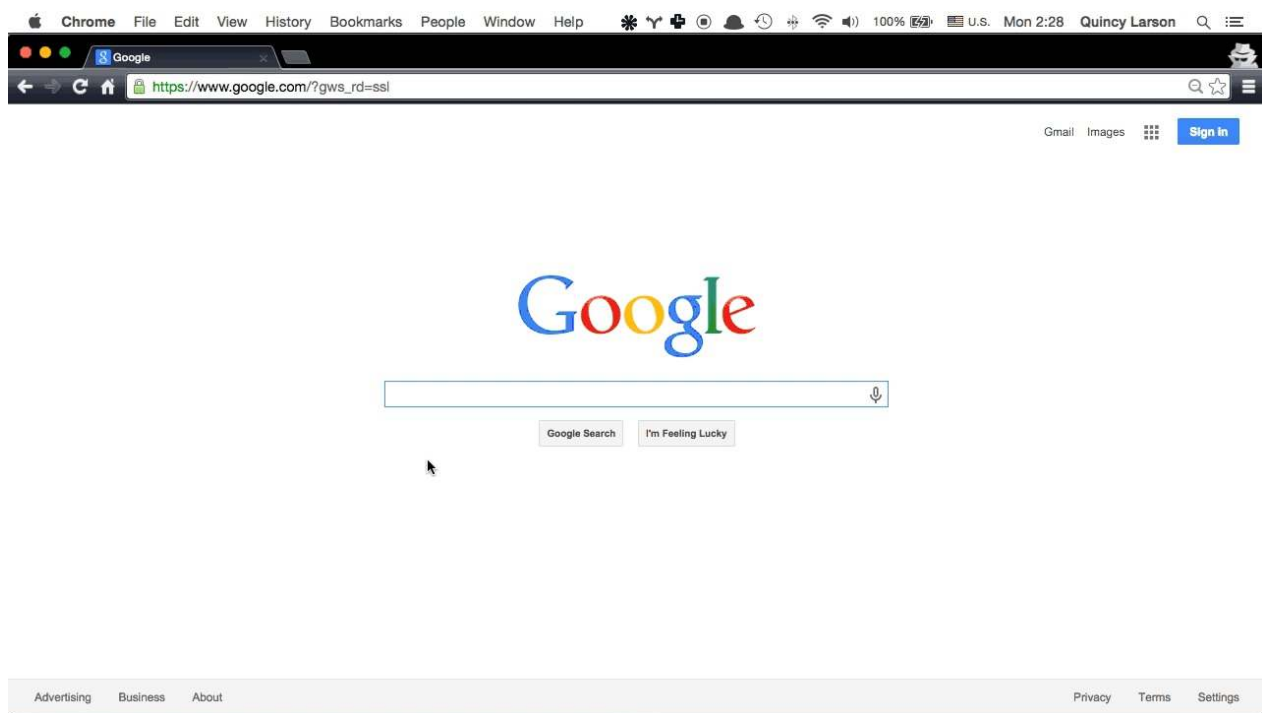 Chrome File Edit View History Bookmarks People Window Help 100% U.S. Mon 2:28 Quincy Larson
Google
https://www.google.com/?gws_rd=ssl
Gmail Images Sign in
Google
Google Search I'm Feeling Lucky
Advertising Business About Privacy Terms Settings